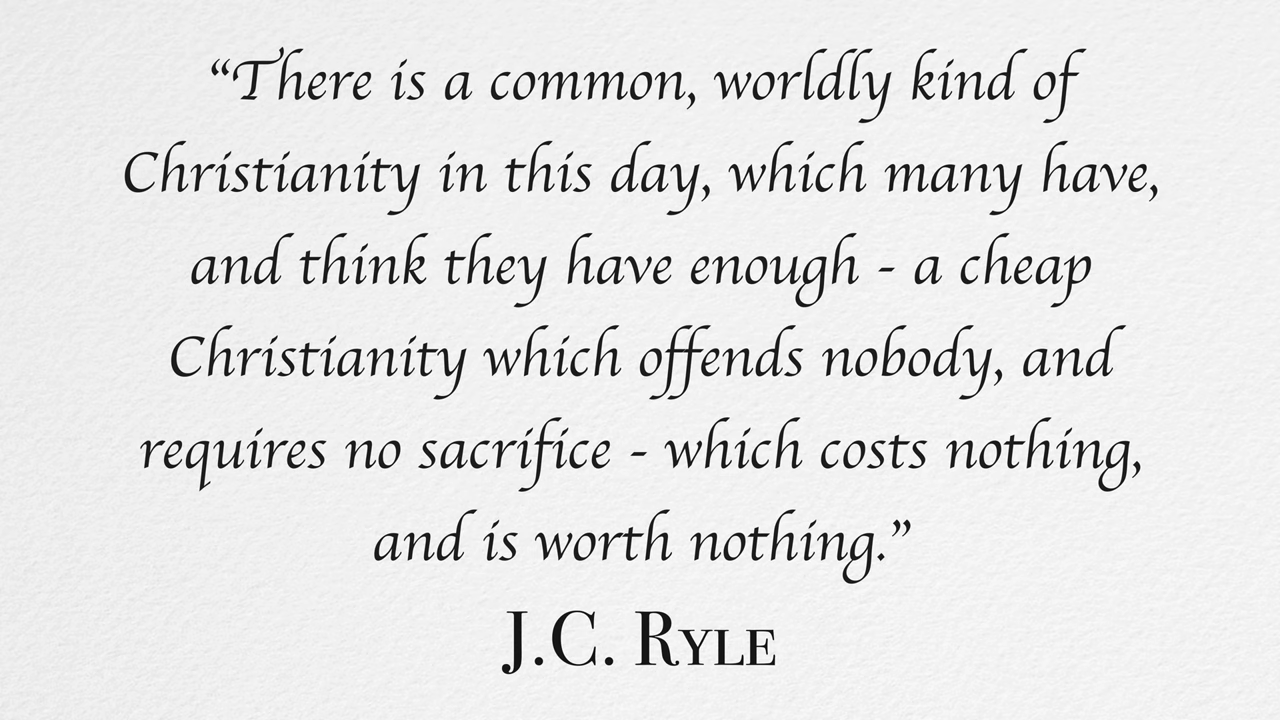 “There is a common, worldly kind of
Christianity in this day, which many have,
and think they have enough - a cheap
Christianity which offends nobody, and
requires no sacrifice - which costs nothing,
and is worth nothing.”
J.C. Ryle